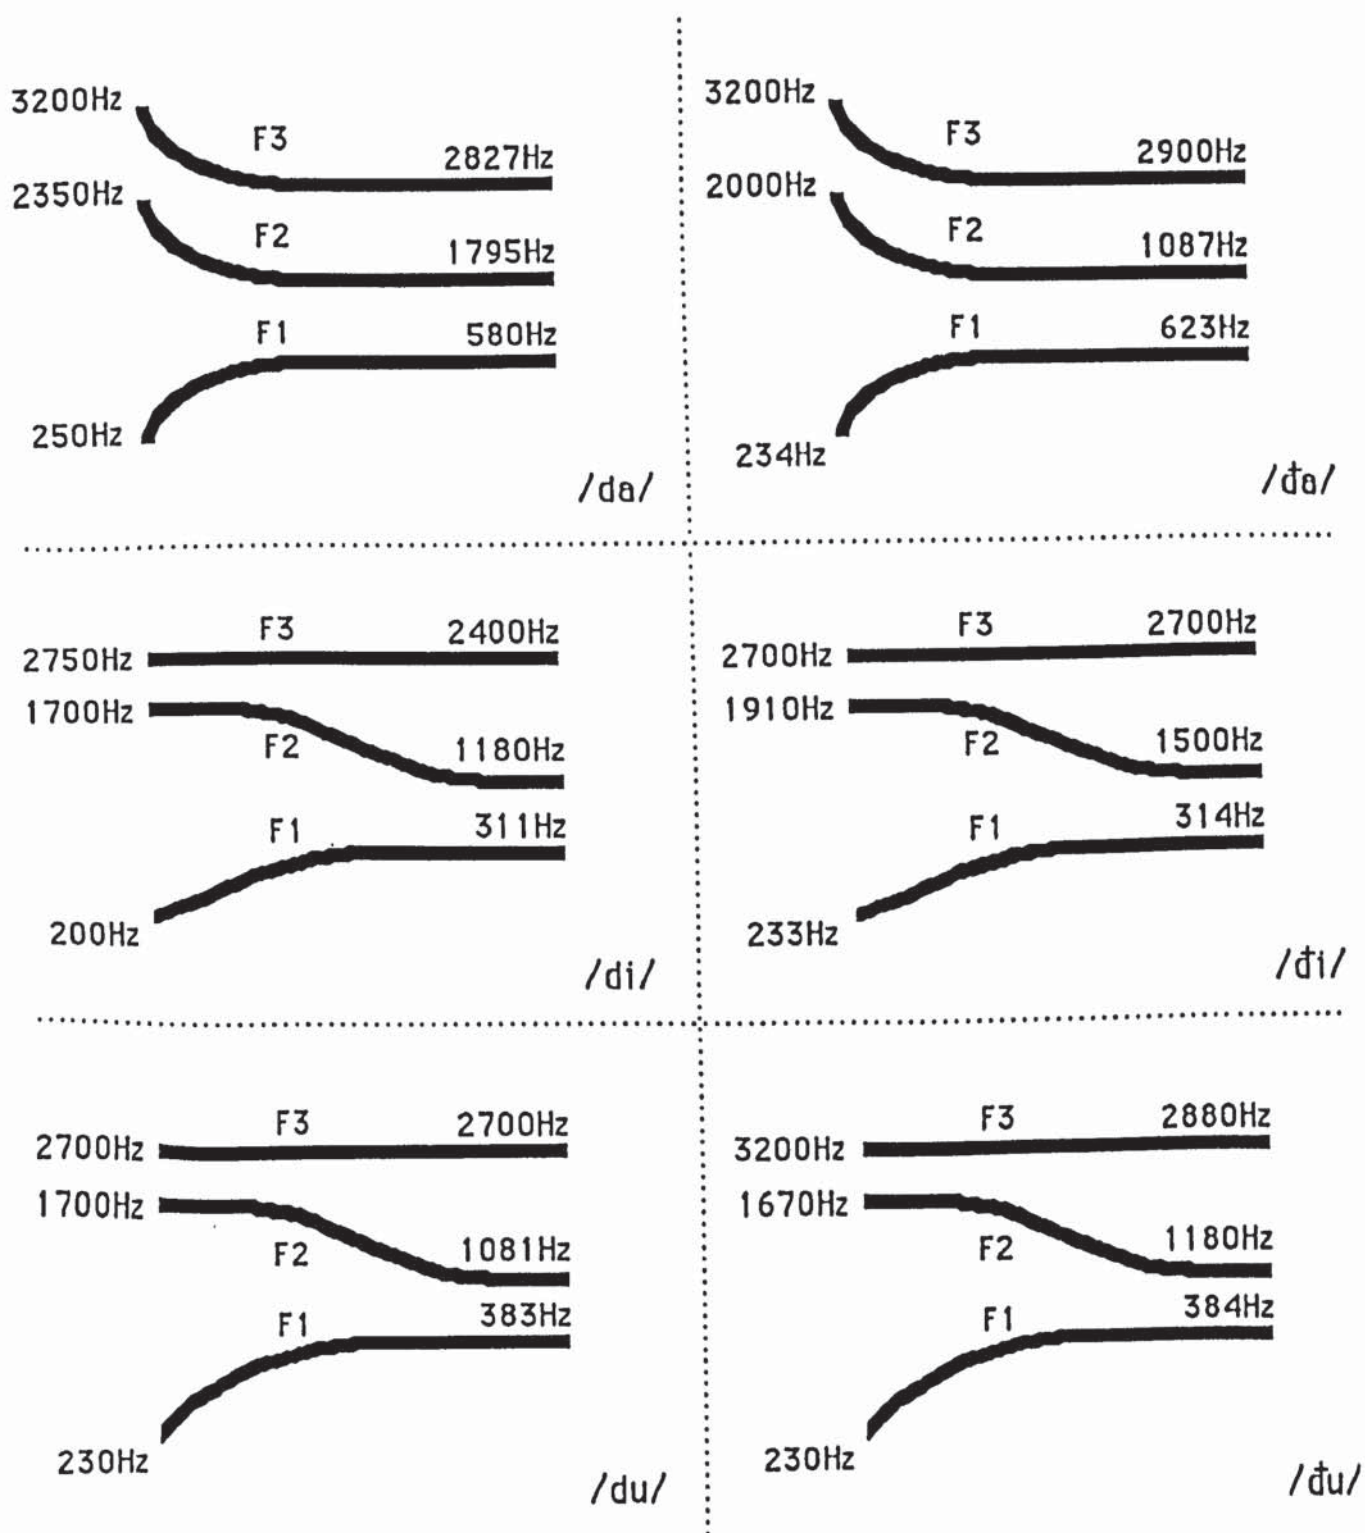 3200Hz
F3
2827Hz
2350Hz
F2
1795Hz
F1
580Hz
250Hz
/da/
3200Hz
F3
2900Hz
2000Hz
F2
1087Hz
F1
623Hz
234Hz
/đa/
F3
2400Hz
2750Hz
1700Hz
F2
1180Hz
F1
311Hz
200Hz
/di/
F3
2700Hz
2700Hz
1910Hz
F2
1500Hz
F1
314Hz
233Hz
/đi/
F3
2700Hz
2700Hz
1700Hz
F2
1081Hz
F1
383Hz
230Hz
/du/
F3
2880Hz
3200Hz
1670Hz
F2
1180Hz
F1
384Hz
230Hz
/đu/